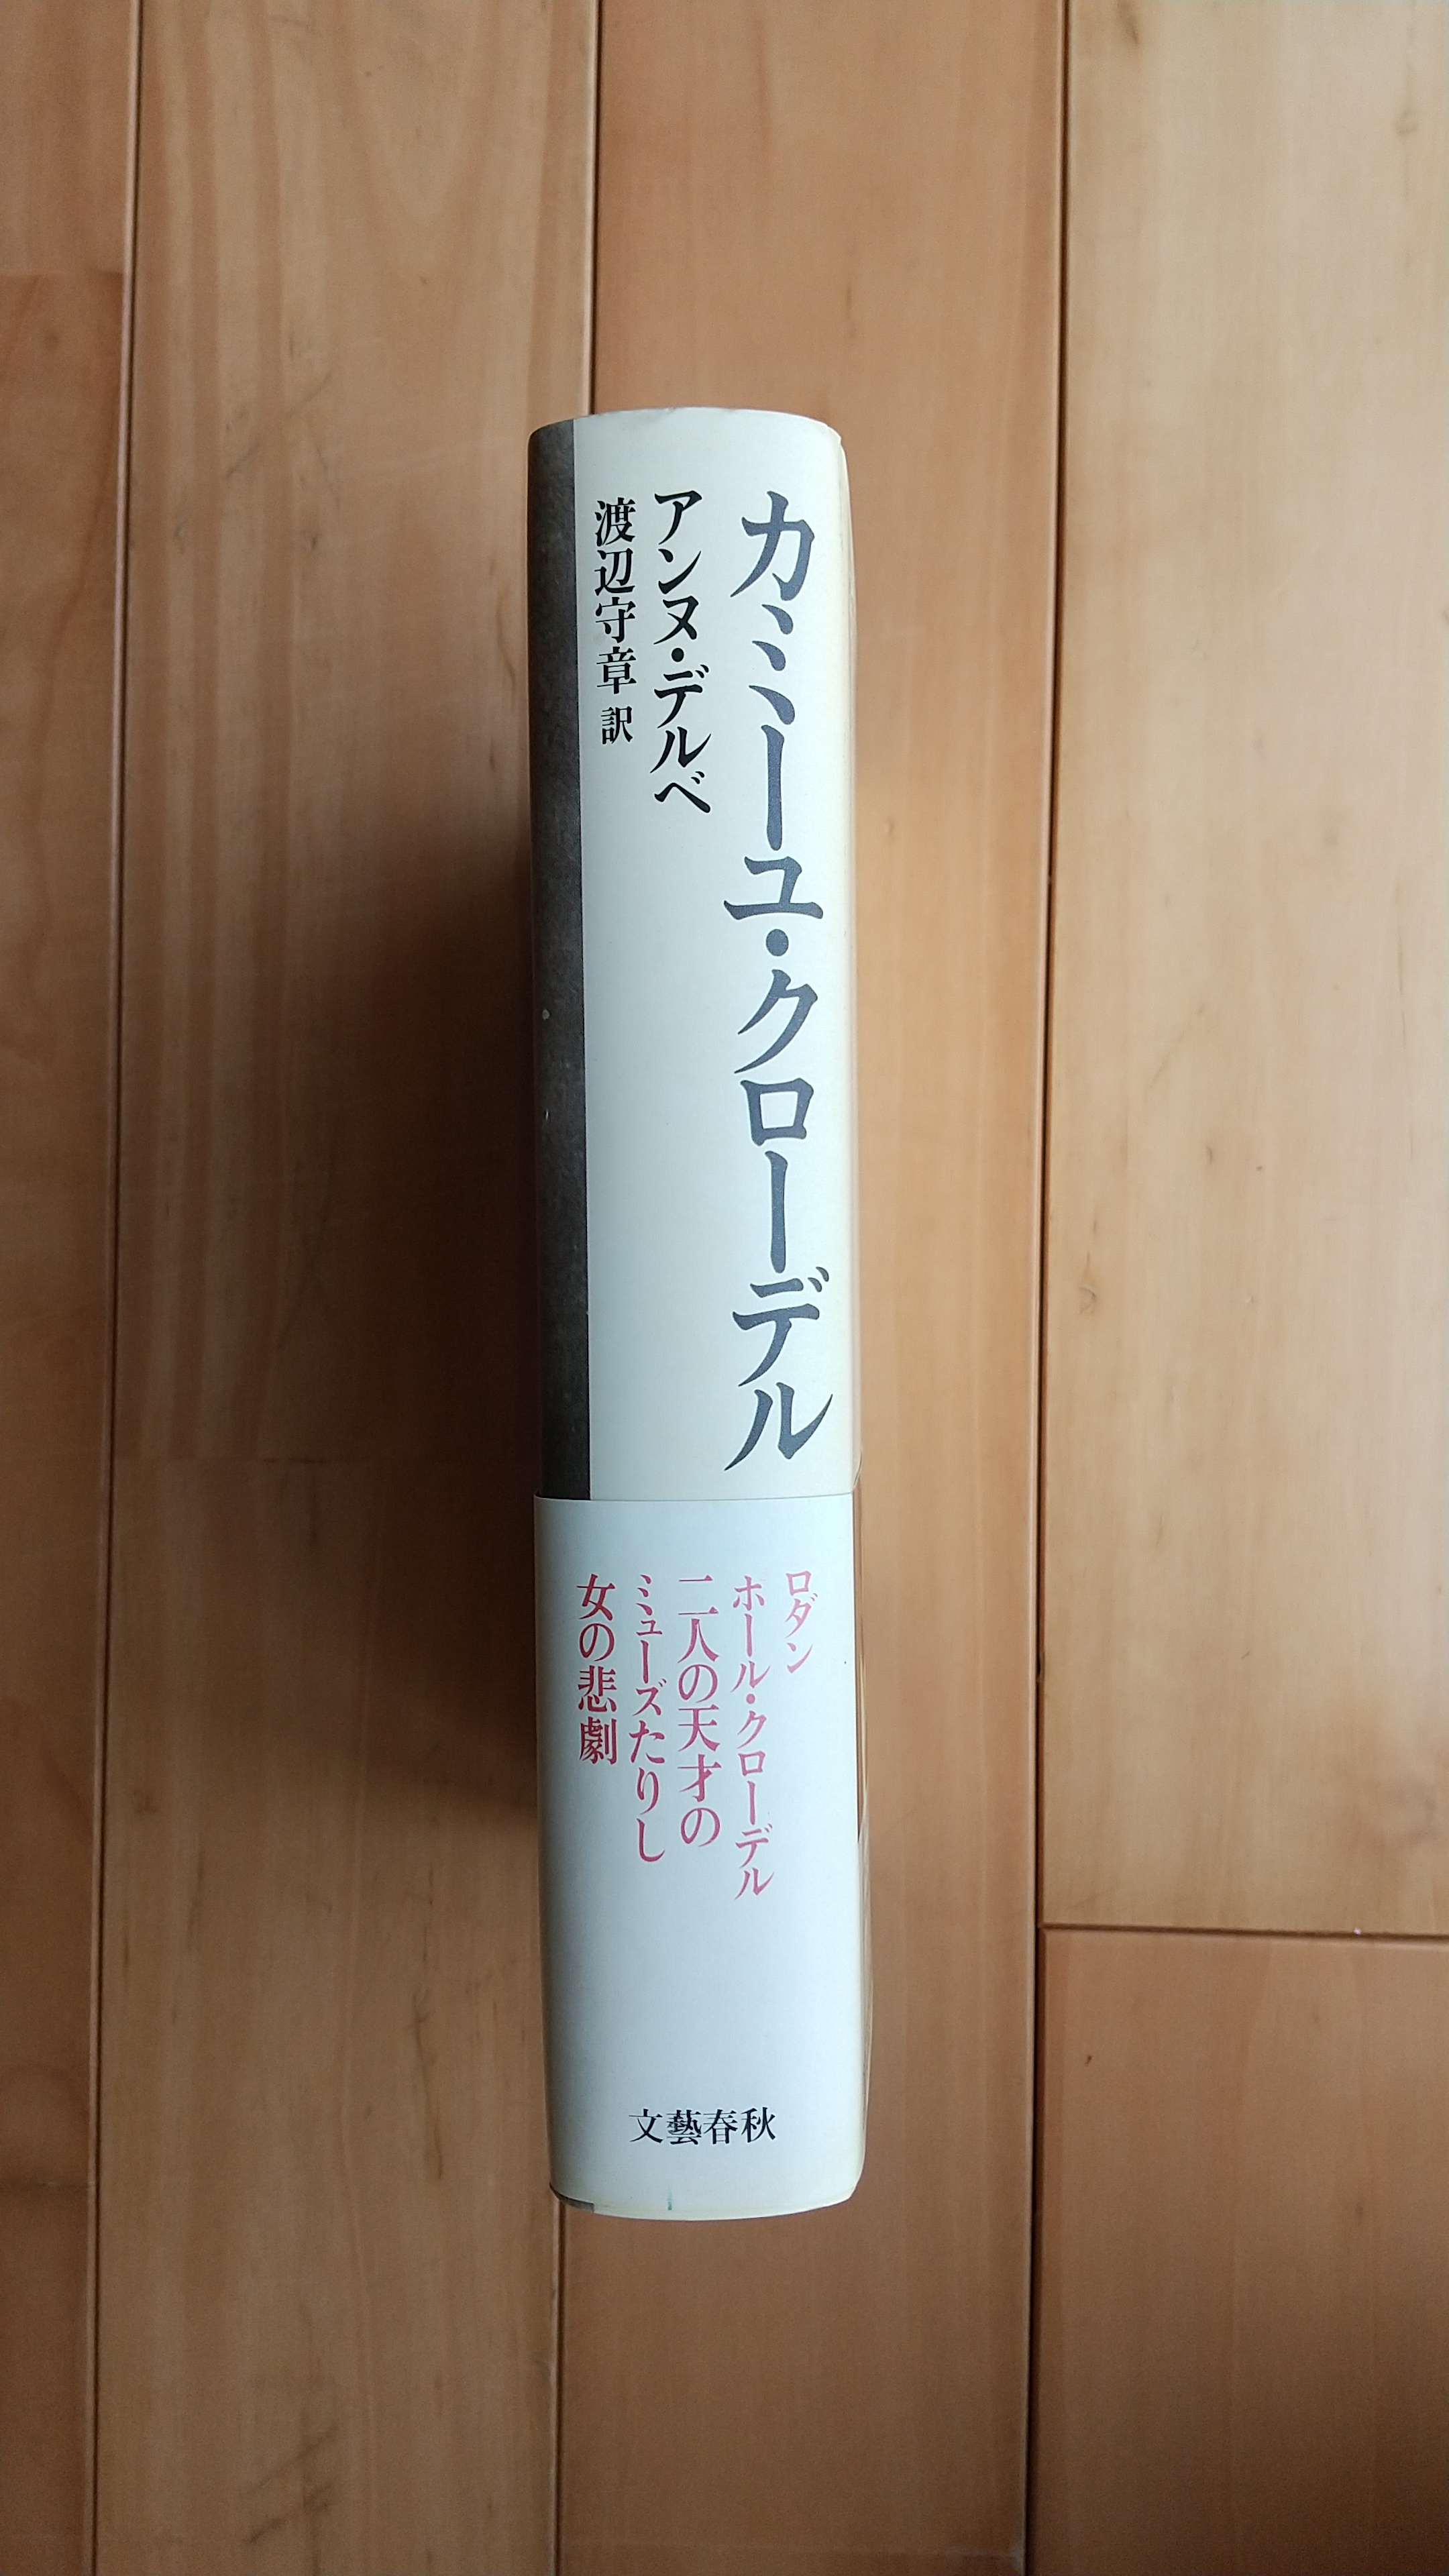 カミーユ・クローデル
アンヌ・デルベ
渡辺守章 訳
ロダン
ポール・クローデル
二人の天才の
ミューズたりし
女の悲劇
文藝春秋